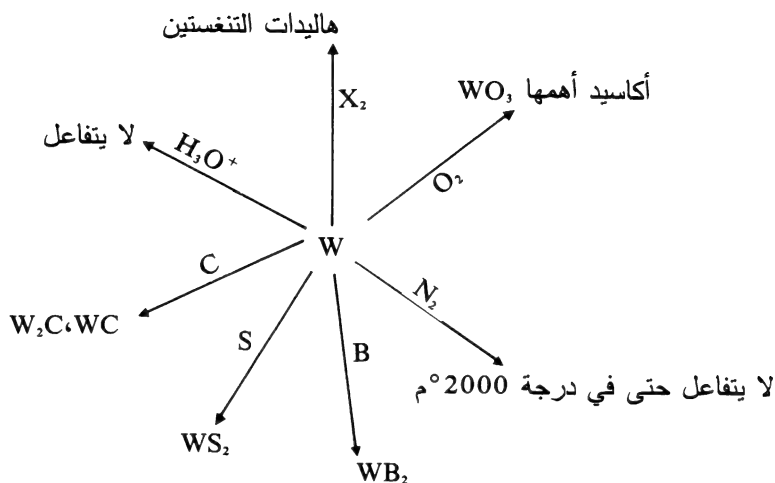 هاليدات التنغستين
X₂
أكاسيد أهمها WO₃
O₂
لا يتفاعل
H₃O⁺
W
C
W₂C،WC
S
WS₂
B
WB₂
N₂
لا يتفاعل حتى في درجة 2000°م